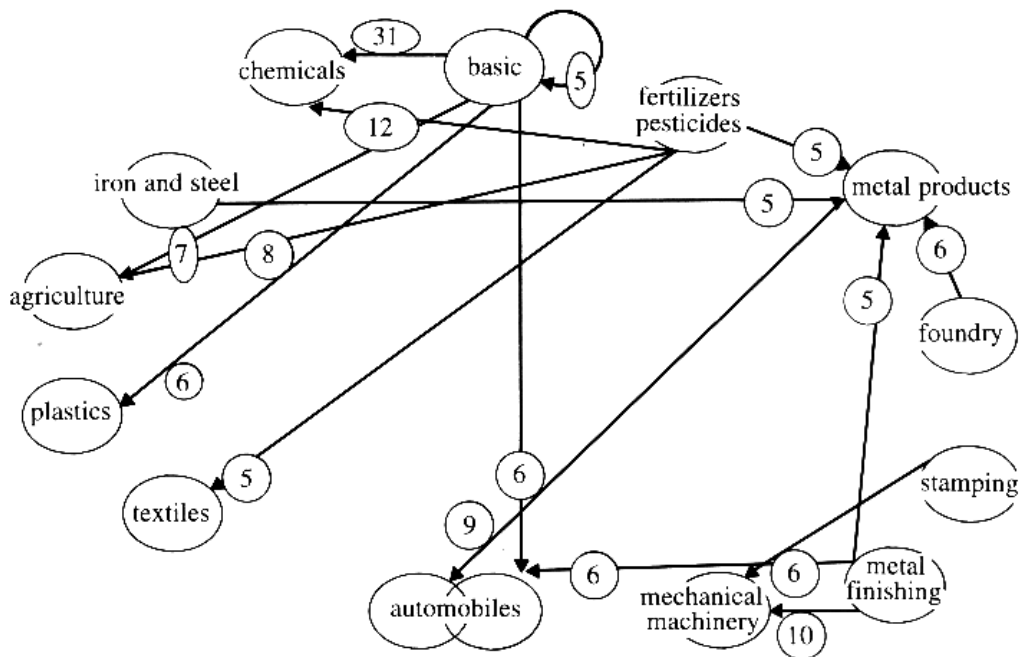 31
chemicals
basic
5
fertilizers
pesticides
12
5
iron and steel
metal products
5
7
8
6
agriculture
5
foundry
6
plastics
5
6
stamping
textiles
9
6
6
metal
finishing
automobiles
mechanical
machinery
10